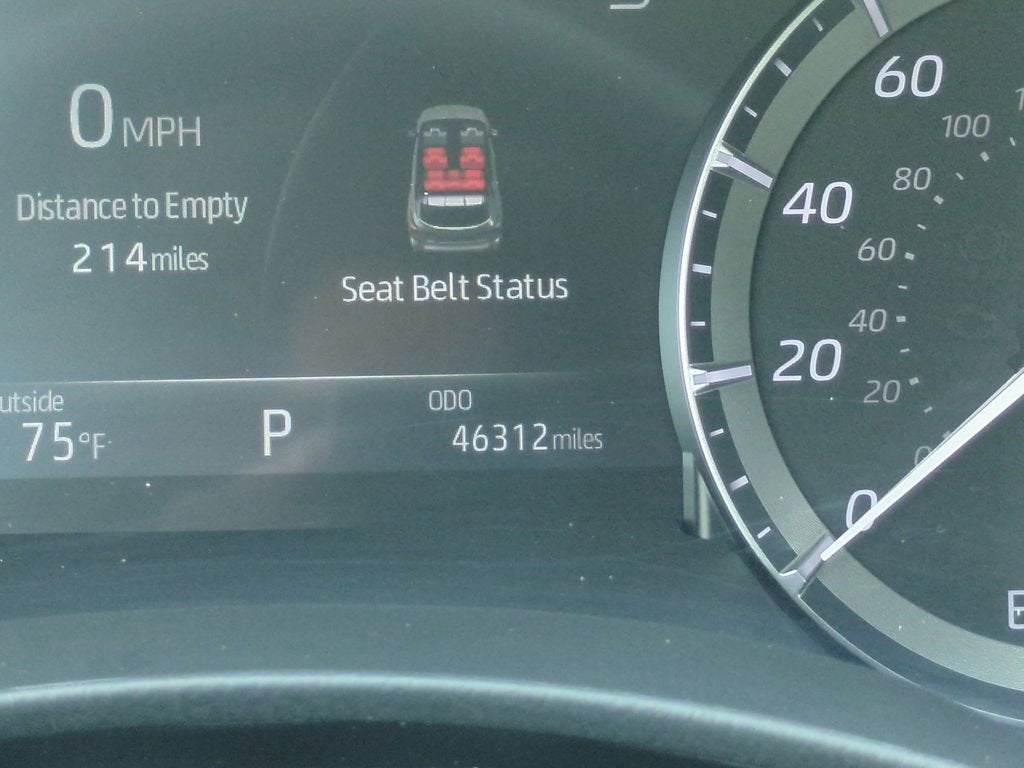 0 MPH
Distance to Empty
214 miles
Seat Belt Status
utside
75°F
P
ODO
46312 miles
60
40
20
0
100
80
60
40
20
0